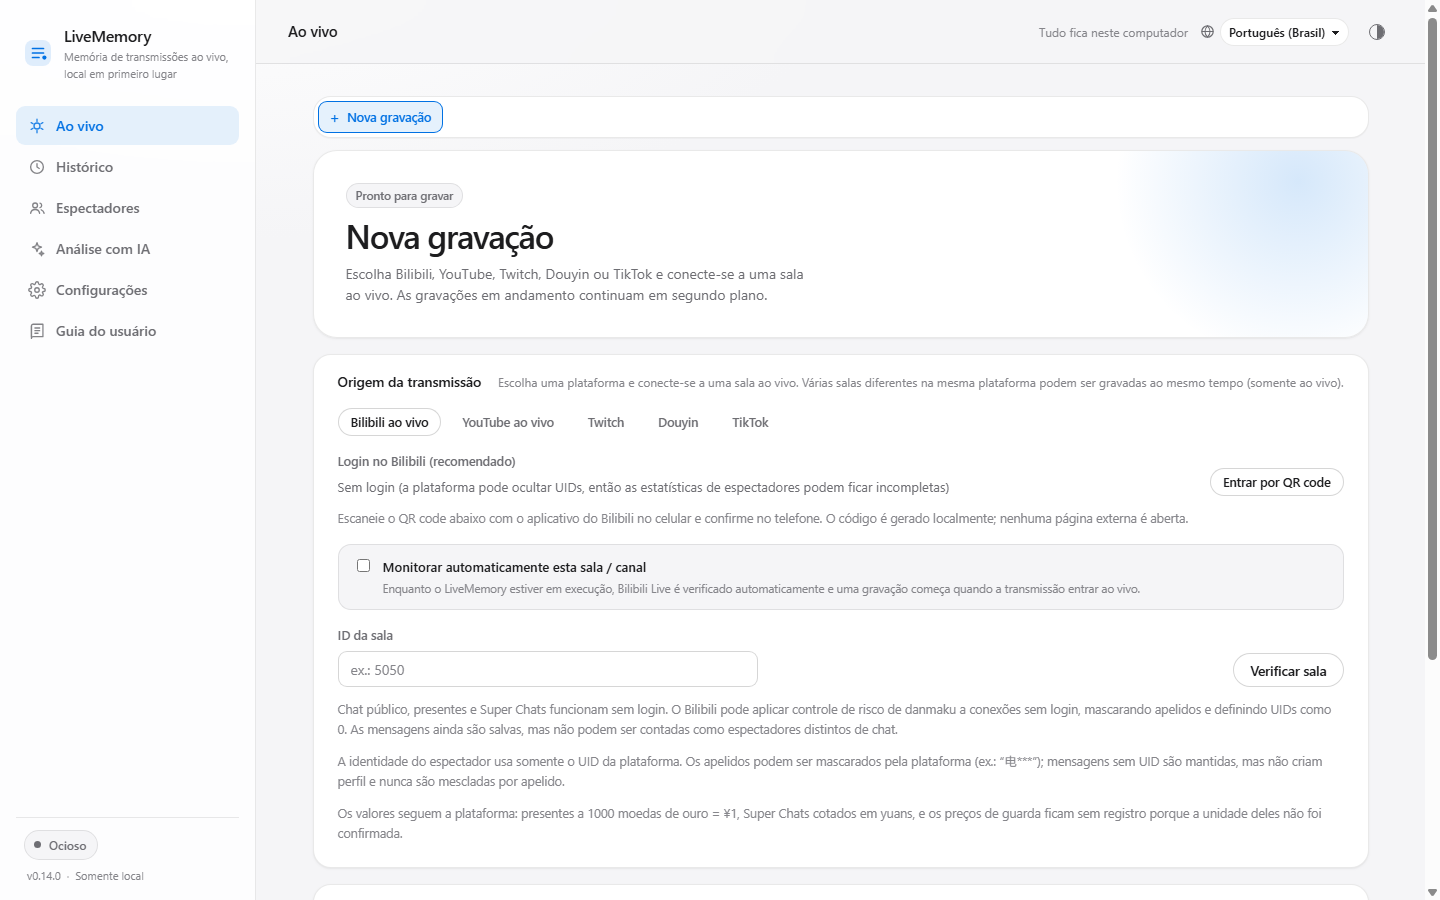 LiveMemory
Memória de transmissões ao vivo,
local em primeiro lugar
Ao vivo
Histórico
Espectadores
Análise com IA
Configurações
Guia do usuário
Ocioso
v0.14.0 · Somente local
Ao vivo
Tudo fica neste computador
Português (Brasil)
+ Nova gravação
Pronto para gravar
Nova gravação
Escolha Bilibili, YouTube, Twitch, Douyin ou TikTok e conecte-se a uma sala
ao vivo. As gravações em andamento continuam em segundo plano.
Origem da transmissão
Escolha uma plataforma e conecte-se a uma sala ao vivo. Várias salas diferentes na mesma plataforma podem ser gravadas ao mesmo tempo (somente ao vivo).
Bilibili ao vivo
YouTube ao vivo
Twitch
Douyin
TikTok
Login no Bilibili (recomendado)
Sem login (a plataforma pode ocultar UIDs, então as estatísticas de espectadores podem ficar incompletas)
Entrar por QR code
Escaneie o QR code abaixo com o aplicativo do Bilibili no celular e confirme no telefone. O código é gerado localmente; nenhuma página externa é aberta.
Monitorar automaticamente esta sala / canal
Enquanto o LiveMemory estiver em execução, Bilibili Live é verificado automaticamente e uma gravação começa quando a transmissão entrar ao vivo.
ID da sala
ex.: 5050
Verificar sala
Chat público, presentes e Super Chats funcionam sem login. O Bilibili pode aplicar controle de risco de danmaku a conexões sem login, mascarando apelidos e definindo UIDs como
0. As mensagens ainda são salvas, mas não podem ser contadas como espectadores distintos de chat.
A identidade do espectador usa somente o UID da plataforma. Os apelidos podem ser mascarados pela plataforma (ex.: “电***”); mensagens sem UID são mantidas, mas não criam
perfil e nunca são mescladas por apelido.
Os valores seguem a plataforma: presentes a 1000 moedas de ouro = ¥1, Super Chats cotados em yuans, e os preços de guarda ficam sem registro porque a unidade deles não foi
confirmada.